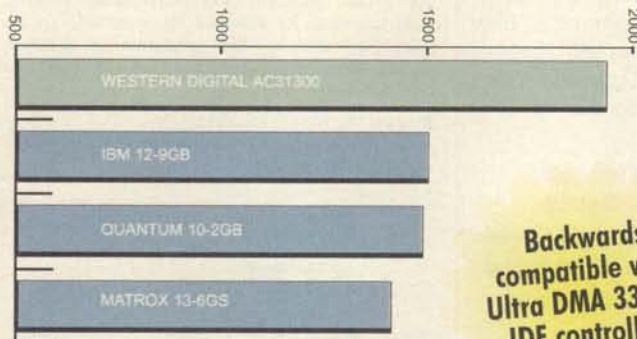 500
1000
1500
2000
WESTERN DIGITAL AC31300
IBM 12-9GB
QUANTUM 10-2GB
MATROX 13-6GS
Backwards
compatible
Ultra DMA 33
IDE